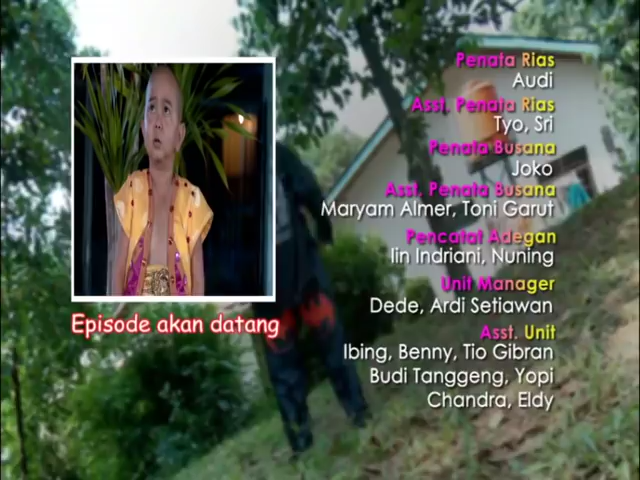 Penata Rias
Audi
Asst. Penata Rias
Tyo, Sri
Penata Busana
Joko
Asst. Penata Busana
Maryam Almer, Toni Garut
Pencatat Adegan
Iin Indriani, Nuning
Unit Manager
Dede, Ardi Setiawan
Asst. Unit
Ibing, Benny, Tio Gibran
Budi Tanggeng, Yopi
Chandra, Eldy
Episode akan datang